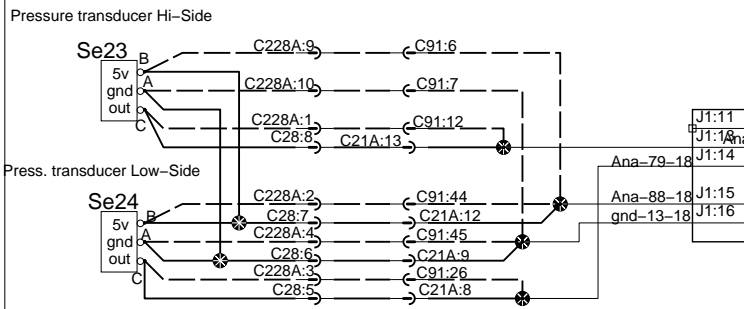 Pressure transducer Hi−Side
Se23
B
5v
A
gnd
out
C
C228A:9 C91:6
C228A:10 C91:7
C228A:1 C91:12
C28:8 C21A:13
J1:11
J1:13 Ana
Ana−79−18 J1:14
Press. transducer Low−Side
Se24
B
5v
A
gnd
out
C
C228A:2 C91:44
Ana−88−18 J1:15
C28:7 C21A:12
gnd−13−18 J1:16
C228A:4 C91:45
C28:6 C21A:9
C228A:3 C91:26
C28:5 C21A:8